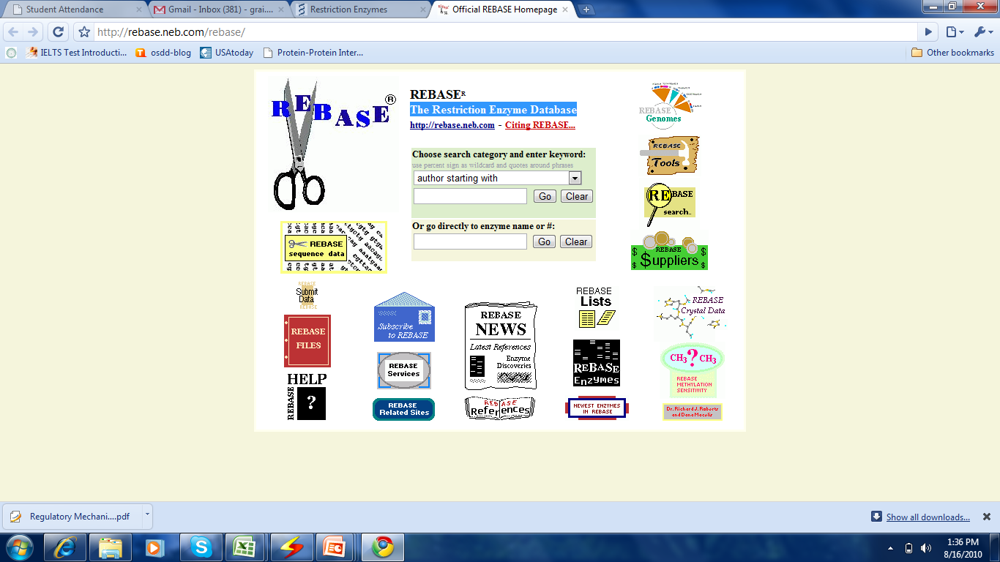 Student Attendance
Gmail - Inbox (381) - grai....
Restriction Enzymes
Official REBASE Homepage
http://rebase.neb.com/rebase/
IELTS Test Introducti...
osdd-blog
USAtoday
Protein-Protein Inter...
Other bookmarks
REBASE ®
REBASER
The Restriction Enzyme Database
http://rebase.neb.com - Citing REBASE...
Choose search category and enter keyword:
use percent sign as wildcard and quotes around phrases
author starting with
Go Clear
Or go directly to enzyme name or #:
Go Clear
REBASE
Genomes
REBASE
Tools
REBASE
search..
REBASE
$uppliers
REBASE
sequence data
REBASE
Submit
Data
REBASE
REBASE
FILES
HELP
REBASE
?
Subscribe
to REBASE
REBASE
Services
REBASE
Related Sites
REBASE
NEWS
Latest References
Enzyme
Discoveries
REBASE
References
REBASE
Lists
REBASE
Enzymes
NEWEST ENZYMES
IN REBASE
REBASE
Crystal Data
CH3?CH3
REBASE
METHYLATION
SENSITIVITY
Dr. Richard J. Roberts
and Dana Macelis
Regulatory Mechani....pdf
Show all downloads...
1:36 PM
8/16/2010